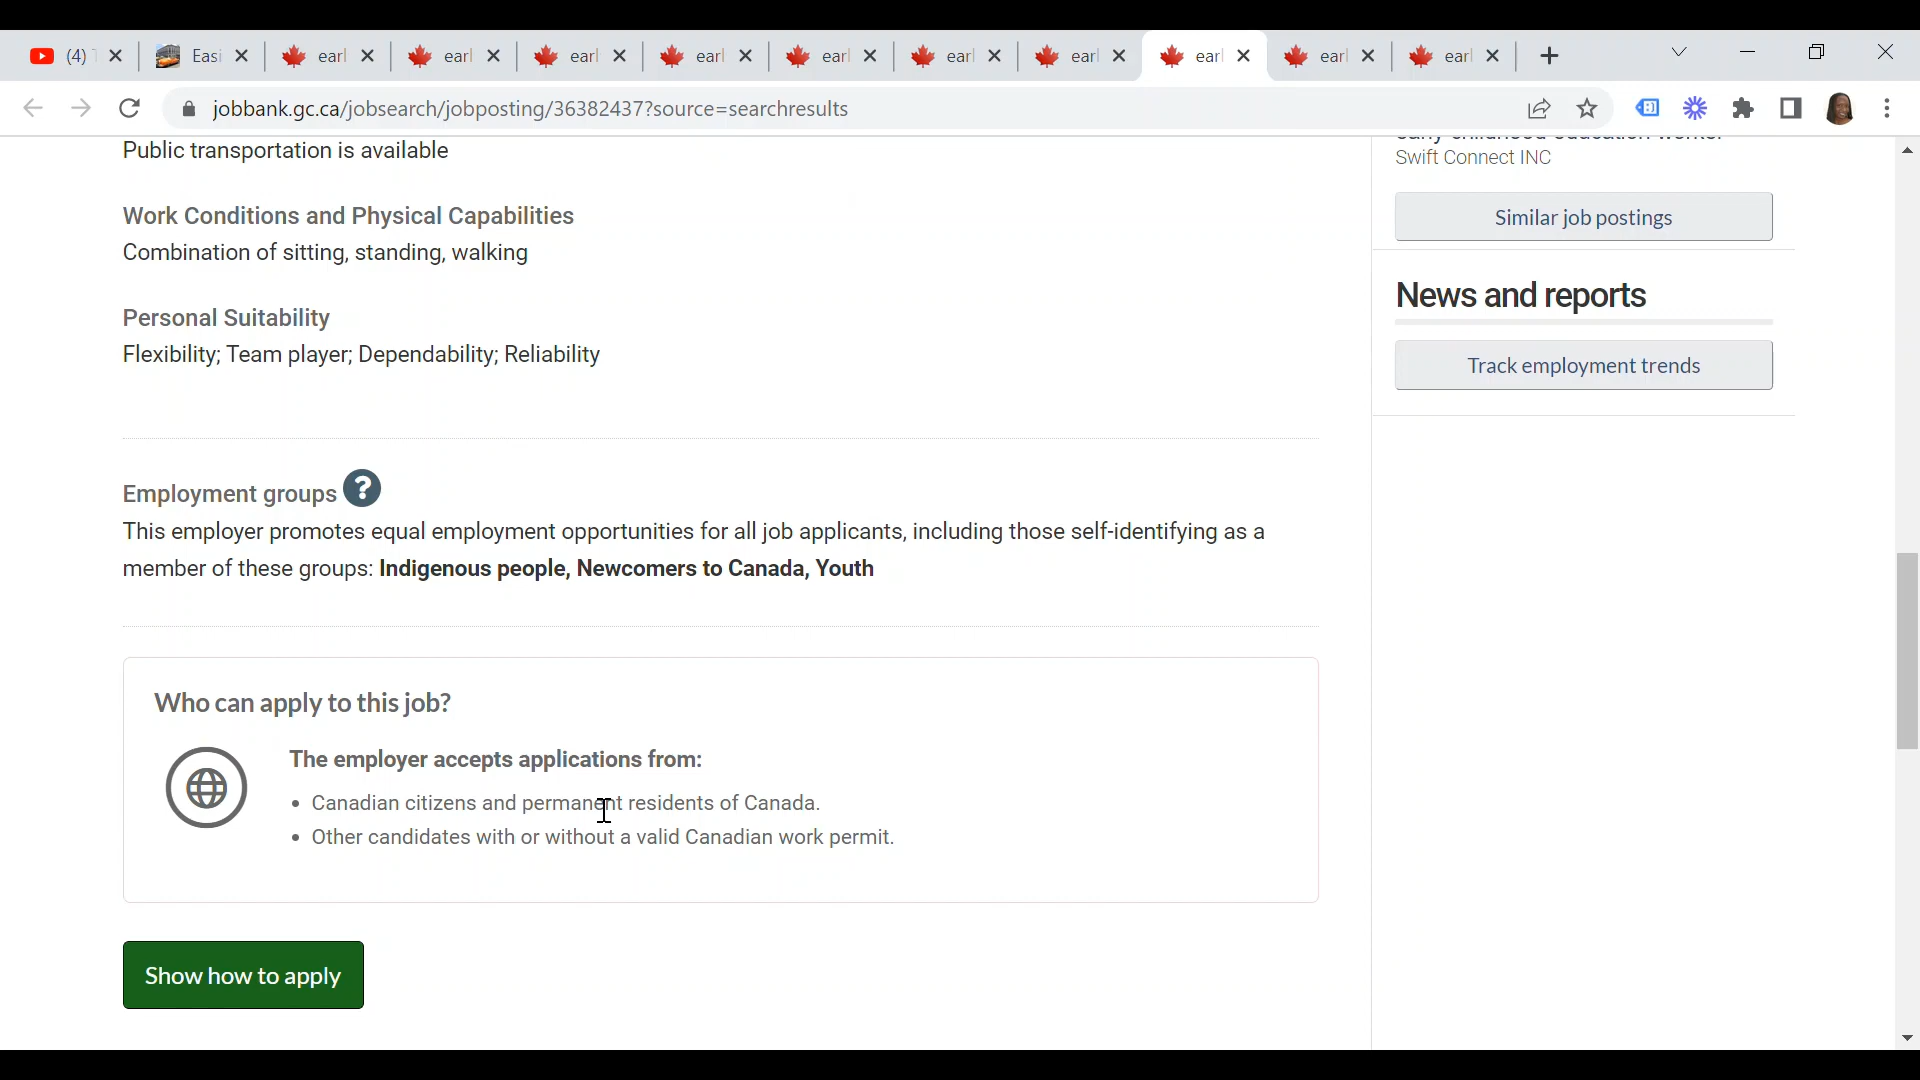 (4)
Easi
earl
earl
earl
earl
earl
earl
earl
earl
earl
earl
jobbank.gc.ca/jobsearch/jobposting/36382437?source=searchresults
Public transportation is available
Work Conditions and Physical Capabilities
Combination of sitting, standing, walking
Personal Suitability
Flexibility; Team player; Dependability; Reliability
Employment groups ?
This employer promotes equal employment opportunities for all job applicants, including those self-identifying as a
member of these groups: Indigenous people, Newcomers to Canada, Youth
Who can apply to this job?
The employer accepts applications from:
• Canadian citizens and permanent residents of Canada.
• Other candidates with or without a valid Canadian work permit.
Show how to apply
early childhood education worker
Swift Connect INC
Similar job postings
News and reports
Track employment trends